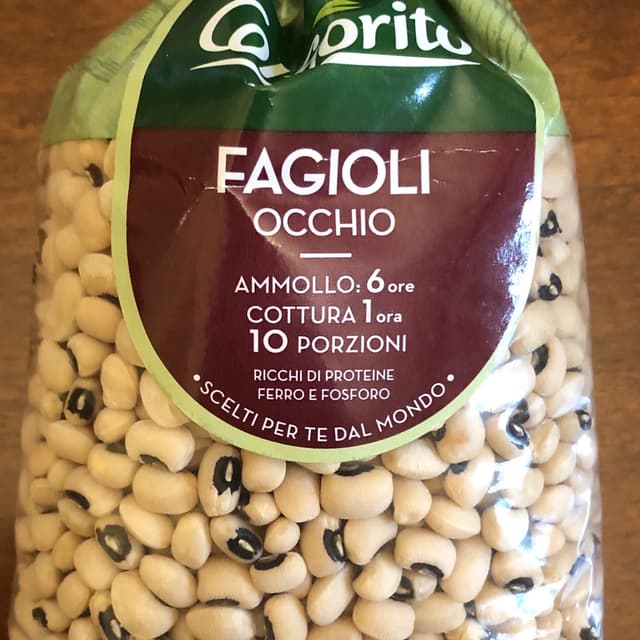 FAGIOLI
OCCHIO
AMMOLLO: 6 ore
COTTURA 1 ora
10 PORZIONI
RICCHI DI PROTEINE
FERRO E FOSFORO
• SCELTI PER TE DAL MONDO •